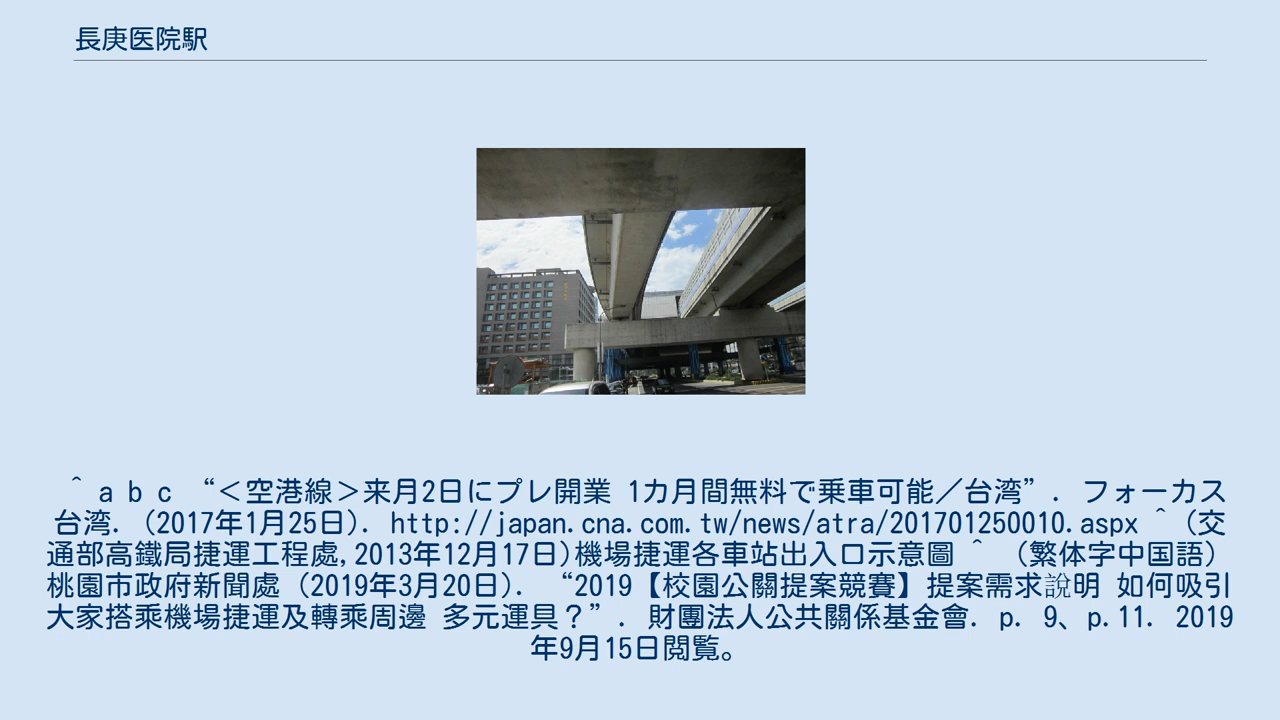 長庚医院駅
^ a b c “＜空港線＞来月2日にプレ開業 1カ月間無料で乗車可能／台湾”. フォーカス
台湾. (2017年1月25日). http://japan.cna.com.tw/news/atra/201701250010.aspx ^ (交
通部高鐵局捷運工程處,2013年12月17日)機場捷運各車站出入口示意圖 ^ （繁体字中国語）
桃園市政府新聞處 (2019年3月20日). “2019【校園公關提案競賽】提案需求說明 如何吸引
大家搭乘機場捷運及轉乘周邊 多元運具？”. 財團法人公共關係基金會. p. 9、p.11. 2019
年9月15日閲覧。